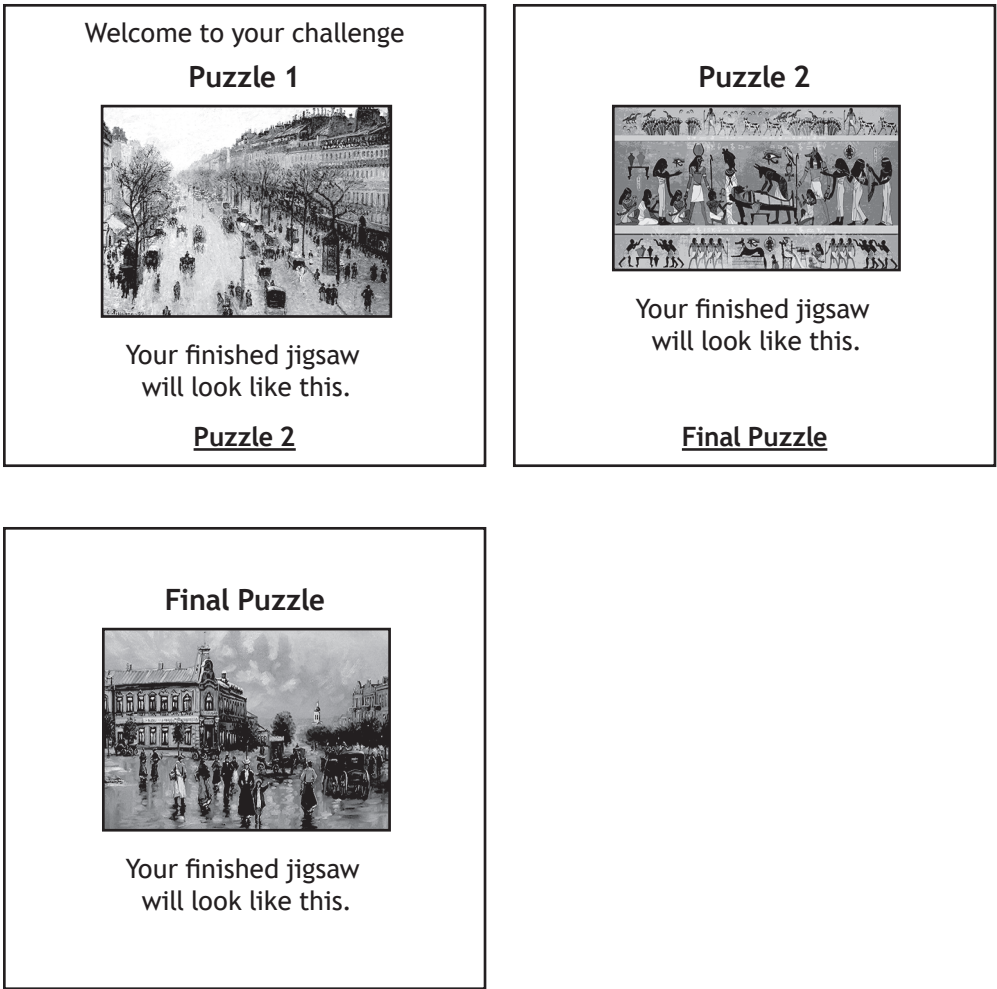 Welcome to your challenge
Puzzle 1
Your finished jigsaw
will look like this.
Puzzle 2
Puzzle 2
Your finished jigsaw
will look like this.
Final Puzzle
Final Puzzle
Your finished jigsaw
will look like this.